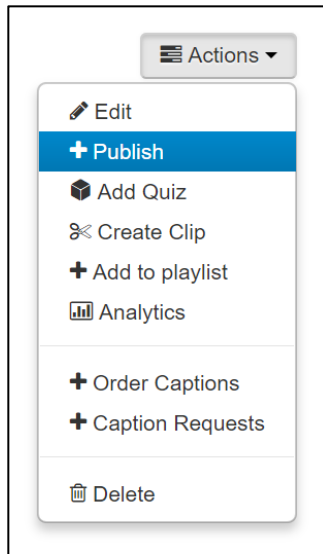 Actions
Edit
Publish
Add Quiz
Create Clip
Add to playlist
Analytics
Order Captions
Caption Requests
Delete